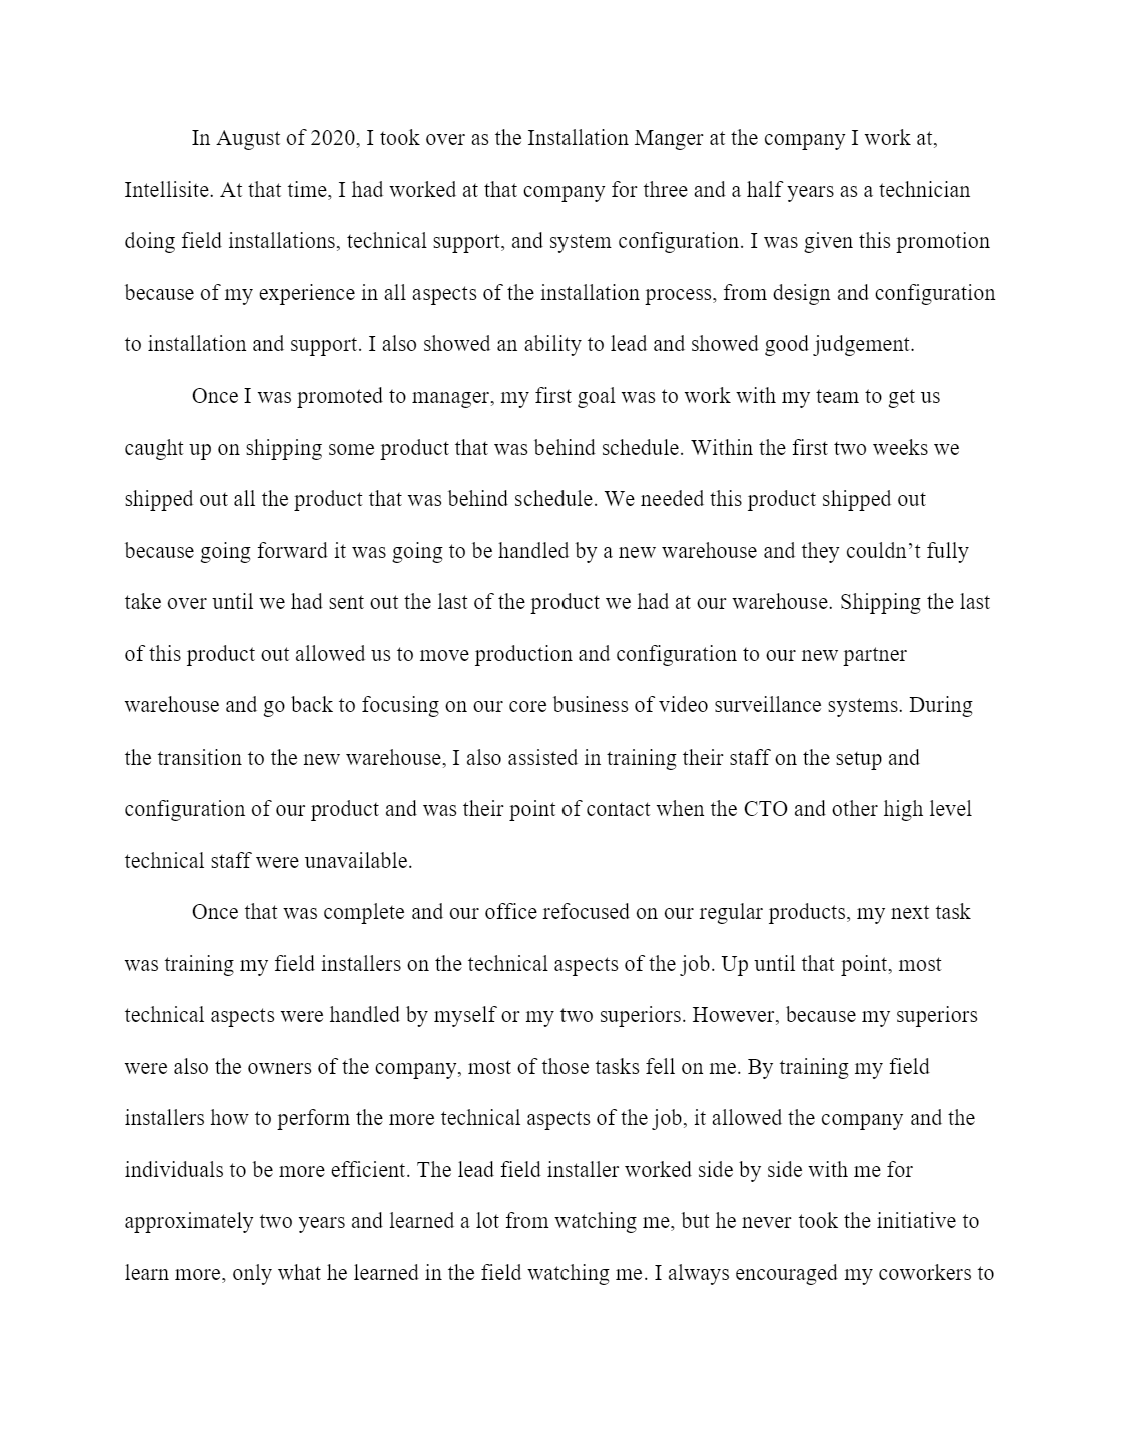 In August of 2020, I took over as the Installation Manger at the company I work at,
Intellisite. At that time, I had worked at that company for three and a half years as a technician
doing field installations, technical support, and system configuration. I was given this promotion
because of my experience in all aspects of the installation process, from design and configuration
to installation and support. I also showed an ability to lead and showed good judgement.
Once I was promoted to manager, my first goal was to work with my team to get us
caught up on shipping some product that was behind schedule. Within the first two weeks we
shipped out all the product that was behind schedule. We needed this product shipped out
because going forward it was going to be handled by a new warehouse and they couldn’t fully
take over until we had sent out the last of the product we had at our warehouse. Shipping the last
of this product out allowed us to move production and configuration to our new partner
warehouse and go back to focusing on our core business of video surveillance systems. During
the transition to the new warehouse, I also assisted in training their staff on the setup and
configuration of our product and was their point of contact when the CTO and other high level
technical staff were unavailable.
Once that was complete and our office refocused on our regular products, my next task
was training my field installers on the technical aspects of the job. Up until that point, most
technical aspects were handled by myself or my two superiors. However, because my superiors
were also the owners of the company, most of those tasks fell on me. By training my field
installers how to perform the more technical aspects of the job, it allowed the company and the
individuals to be more efficient. The lead field installer worked side by side with me for
approximately two years and learned a lot from watching me, but he never took the initiative to
learn more, only what he learned in the field watching me. I always encouraged my coworkers to